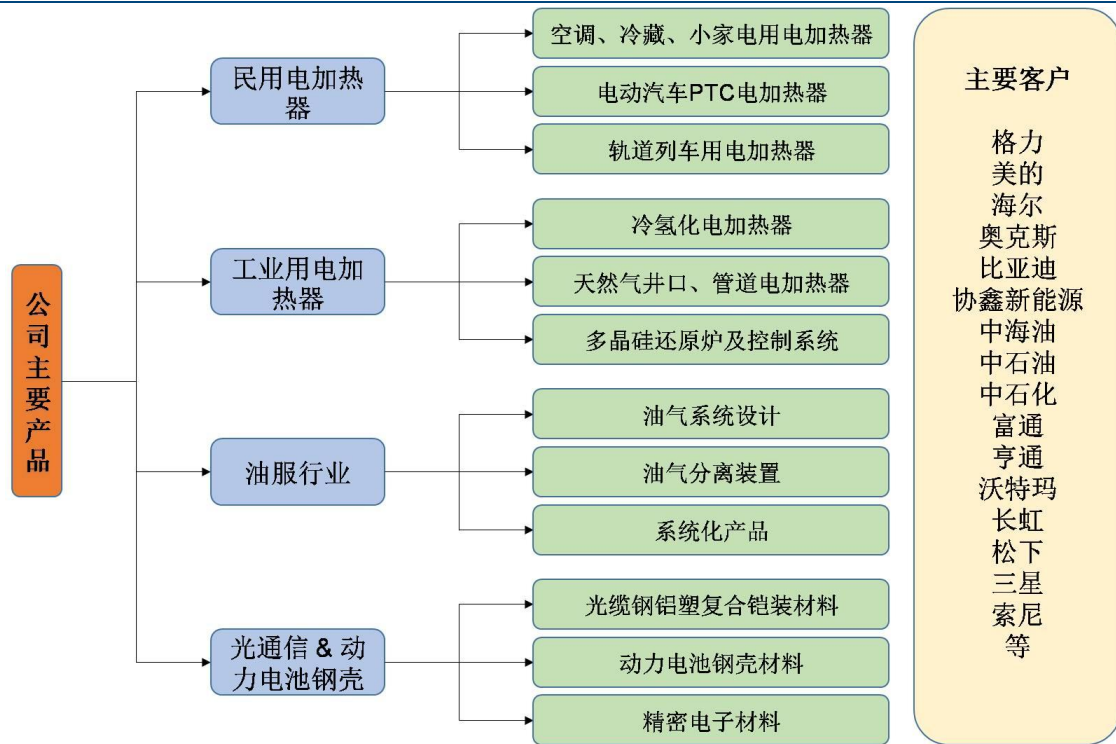 公司主要产品
民用电加热
器
空调、冷藏、小家电用电加热器
电动汽车PTC电加热器
轨道列车用电加热器
工业用电加
热器
冷氢化电加热器
天然气井口、管道电加热器
多晶硅还原炉及控制系统
油服行业
油气系统设计
油气分离装置
系统化产品
光通信 & 动
力电池钢壳
光缆钢铝塑复合铠装材料
动力电池钢壳材料
精密电子材料
主要客户
格力
美的
海尔
奥克斯
比亚迪
协鑫新能源
中海油
中石油
中石化
富通
亨通
沃特玛
长虹
松下
三星
索尼
等